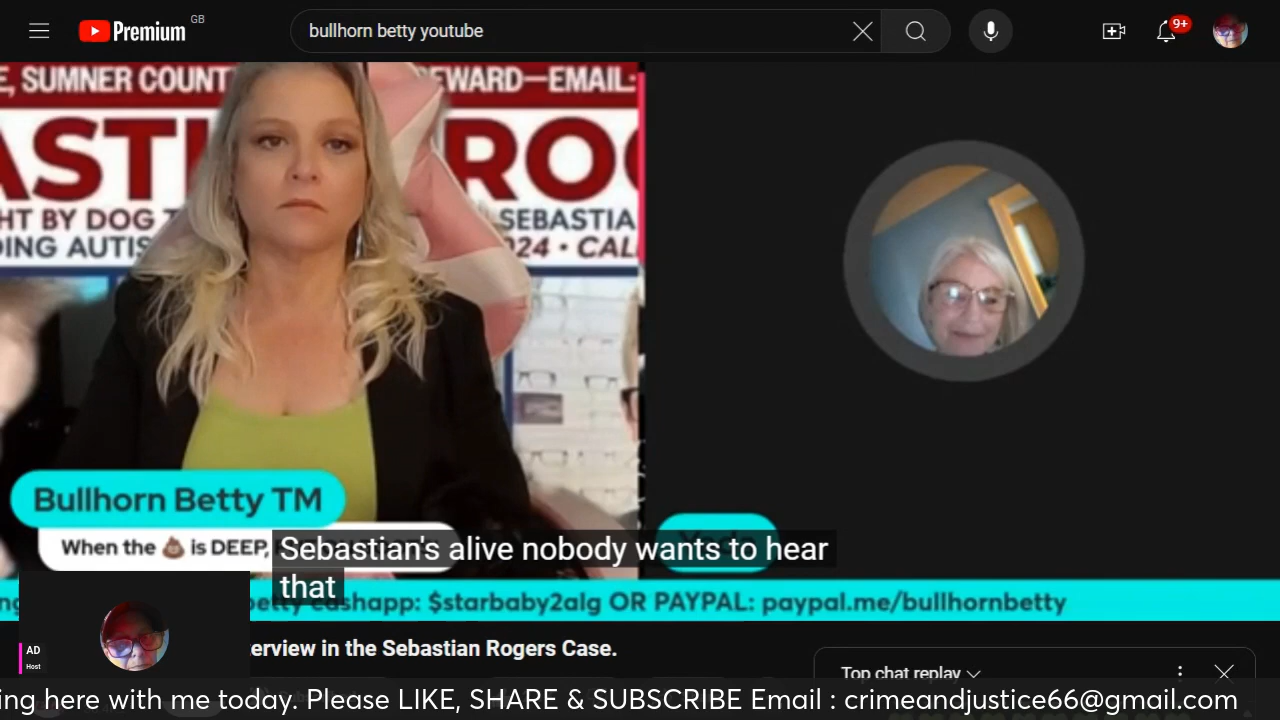 Premium GB
bullhorn betty youtube
9+
E, SUMNER COUNT
EWARD—EMAIL:
ASTI
ROG
HT BY DOG T
SEBASTIA
DING AUTIS
024 • CAL
Bullhorn Betty TM
When the 💩 is DEEP,
Sebastian's alive nobody wants to hear
that
betty cashapp: $starbaby2alg OR PAYPAL: paypal.me/bullhornbetty
AD
Host
erview in the Sebastian Rogers Case.
Top chat replay
ing here with me today. Please LIKE, SHARE & SUBSCRIBE Email : crimeandjustice66@gmail.com